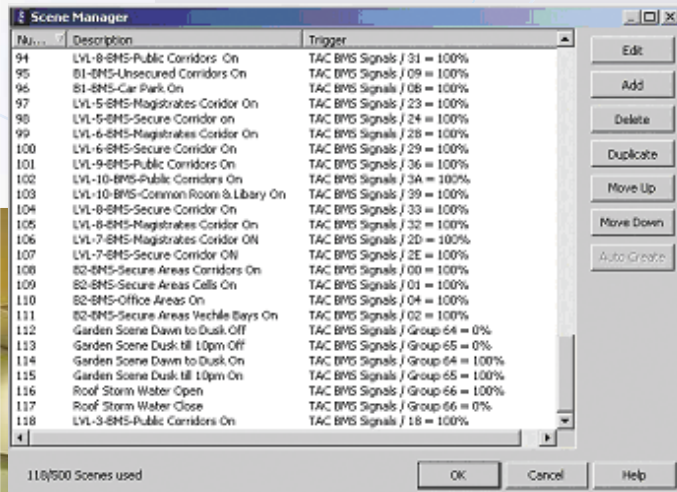 Scene Manager
Nu... Description Trigger
94 LVL-8-BMS-Public Corridors On TAC BMS Signals / 31 = 100%
95 B1-BMS-Unsecured Corridors On TAC BMS Signals / 09 = 100%
96 B1-BMS-Car Park On TAC BMS Signals / 0B = 100%
97 LVL-5-BMS-Magistrates Coridor On TAC BMS Signals / 23 = 100%
98 LVL-5-BMS-Secure Corridor on TAC BMS Signals / 24 = 100%
99 LVL-6-BMS-Magistrates Coridor On TAC BMS Signals / 28 = 100%
100 LVL-6-BMS-Secure Corridor On TAC BMS Signals / 29 = 100%
101 LVL-9-BMS-Public Corridors On TAC BMS Signals / 36 = 100%
102 LVL-10-BMS-Public Corridors On TAC BMS Signals / 3A = 100%
103 LVL-10-BMS-Common Room & Libary On TAC BMS Signals / 39 = 100%
104 LVL-8-BMS-Secure Corridor On TAC BMS Signals / 33 = 100%
105 LVL-8-BMS-Magistrates Coridor On TAC BMS Signals / 32 = 100%
106 LVL-7-BMS-Magistrates Coridor ON TAC BMS Signals / 2D = 100%
107 LVL-7-BMS-Secure Corridor ON TAC BMS Signals / 2E = 100%
108 B2-BMS-Secure Areas Corridors On TAC BMS Signals / 00 = 100%
109 B2-BMS-Secure Areas Cells On TAC BMS Signals / 01 = 100%
110 B2-BMS-Office Areas On TAC BMS Signals / 04 = 100%
111 B2-BMS-Secure Areas Vechile Bays On TAC BMS Signals / 02 = 100%
112 Garden Scene Dawn to Dusk Off TAC BMS Signals / Group 64 = 0%
113 Garden Scene Dusk till 10pm Off TAC BMS Signals / Group 65 = 0%
114 Garden Scene Dawn to Dusk On TAC BMS Signals / Group 64 = 100%
115 Garden Scene Dusk till 10pm On TAC BMS Signals / Group 65 = 100%
116 Roof Storm Water Open TAC BMS Signals / Group 66 = 100%
117 Roof Storm Water Close TAC BMS Signals / Group 66 = 0%
118 LVL-3-BMS-Public Corridors On TAC BMS Signals / 18 = 100%
Edit
Add
Delete
Duplicate
Move Up
Move Down
Auto Create
118/500 Scenes used
OK Cancel Help